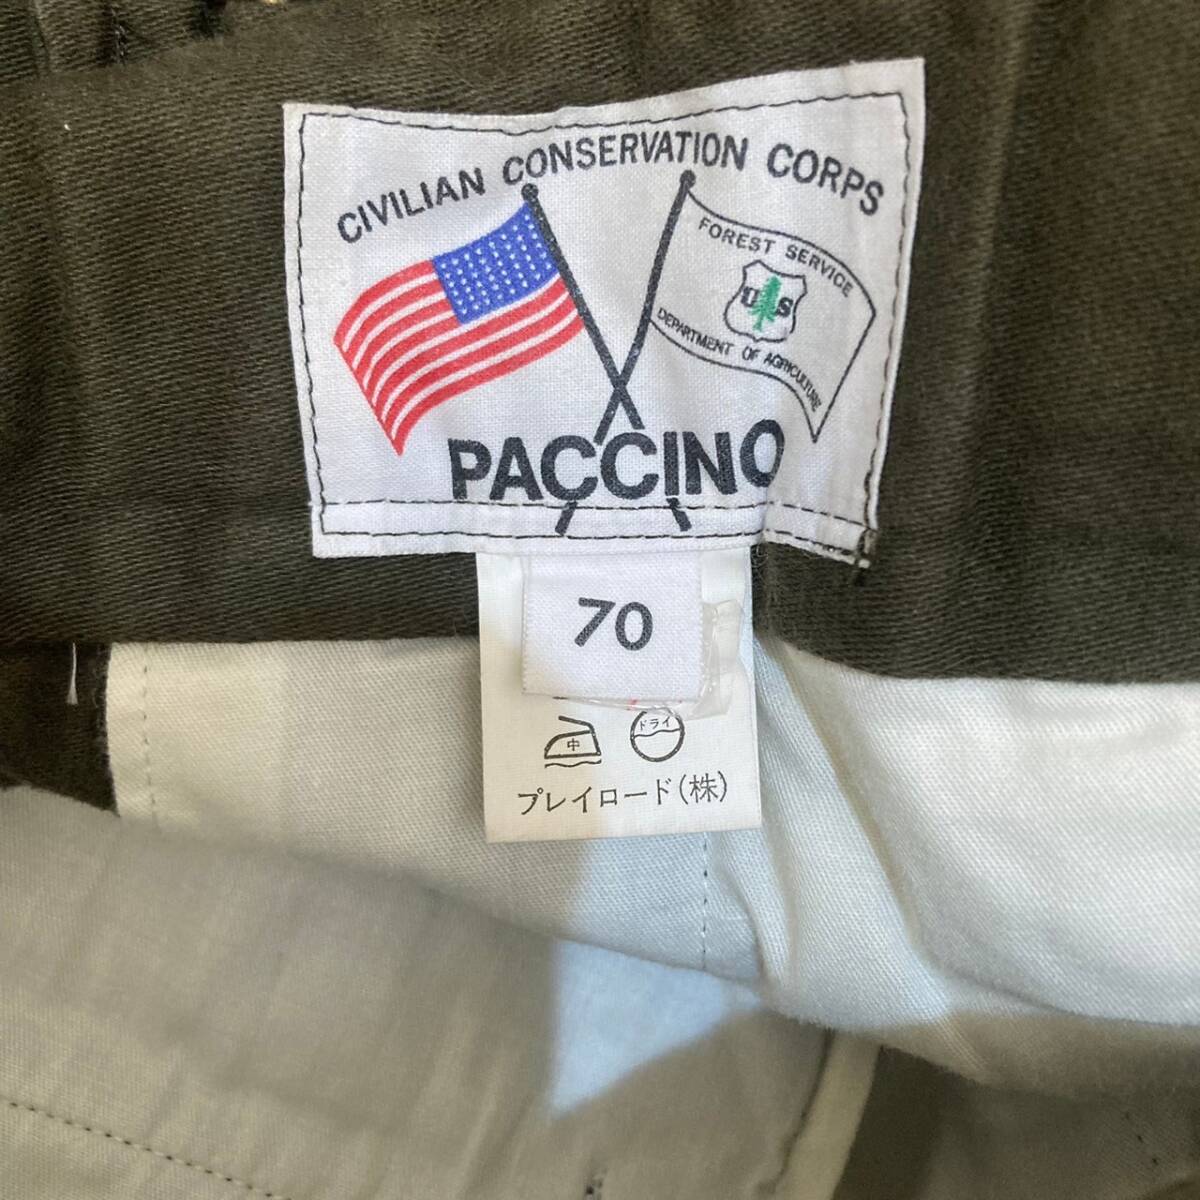 CIVILIAN CONSERVATION CORPS
FOREST SERVICE
U S
DEPARTMENT OF AGRICULTURE
PACCINO
70
中
ドライ
プレイロード(株)